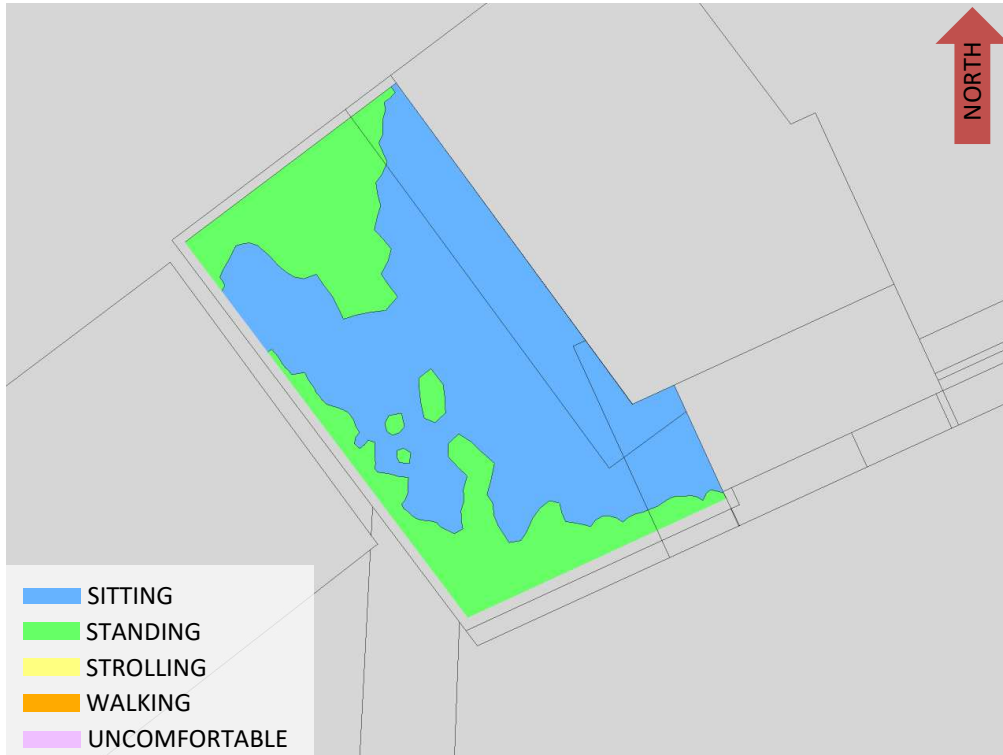 NORTH
SITTING
STANDING
STROLLING
WALKING
UNCOMFORTABLE